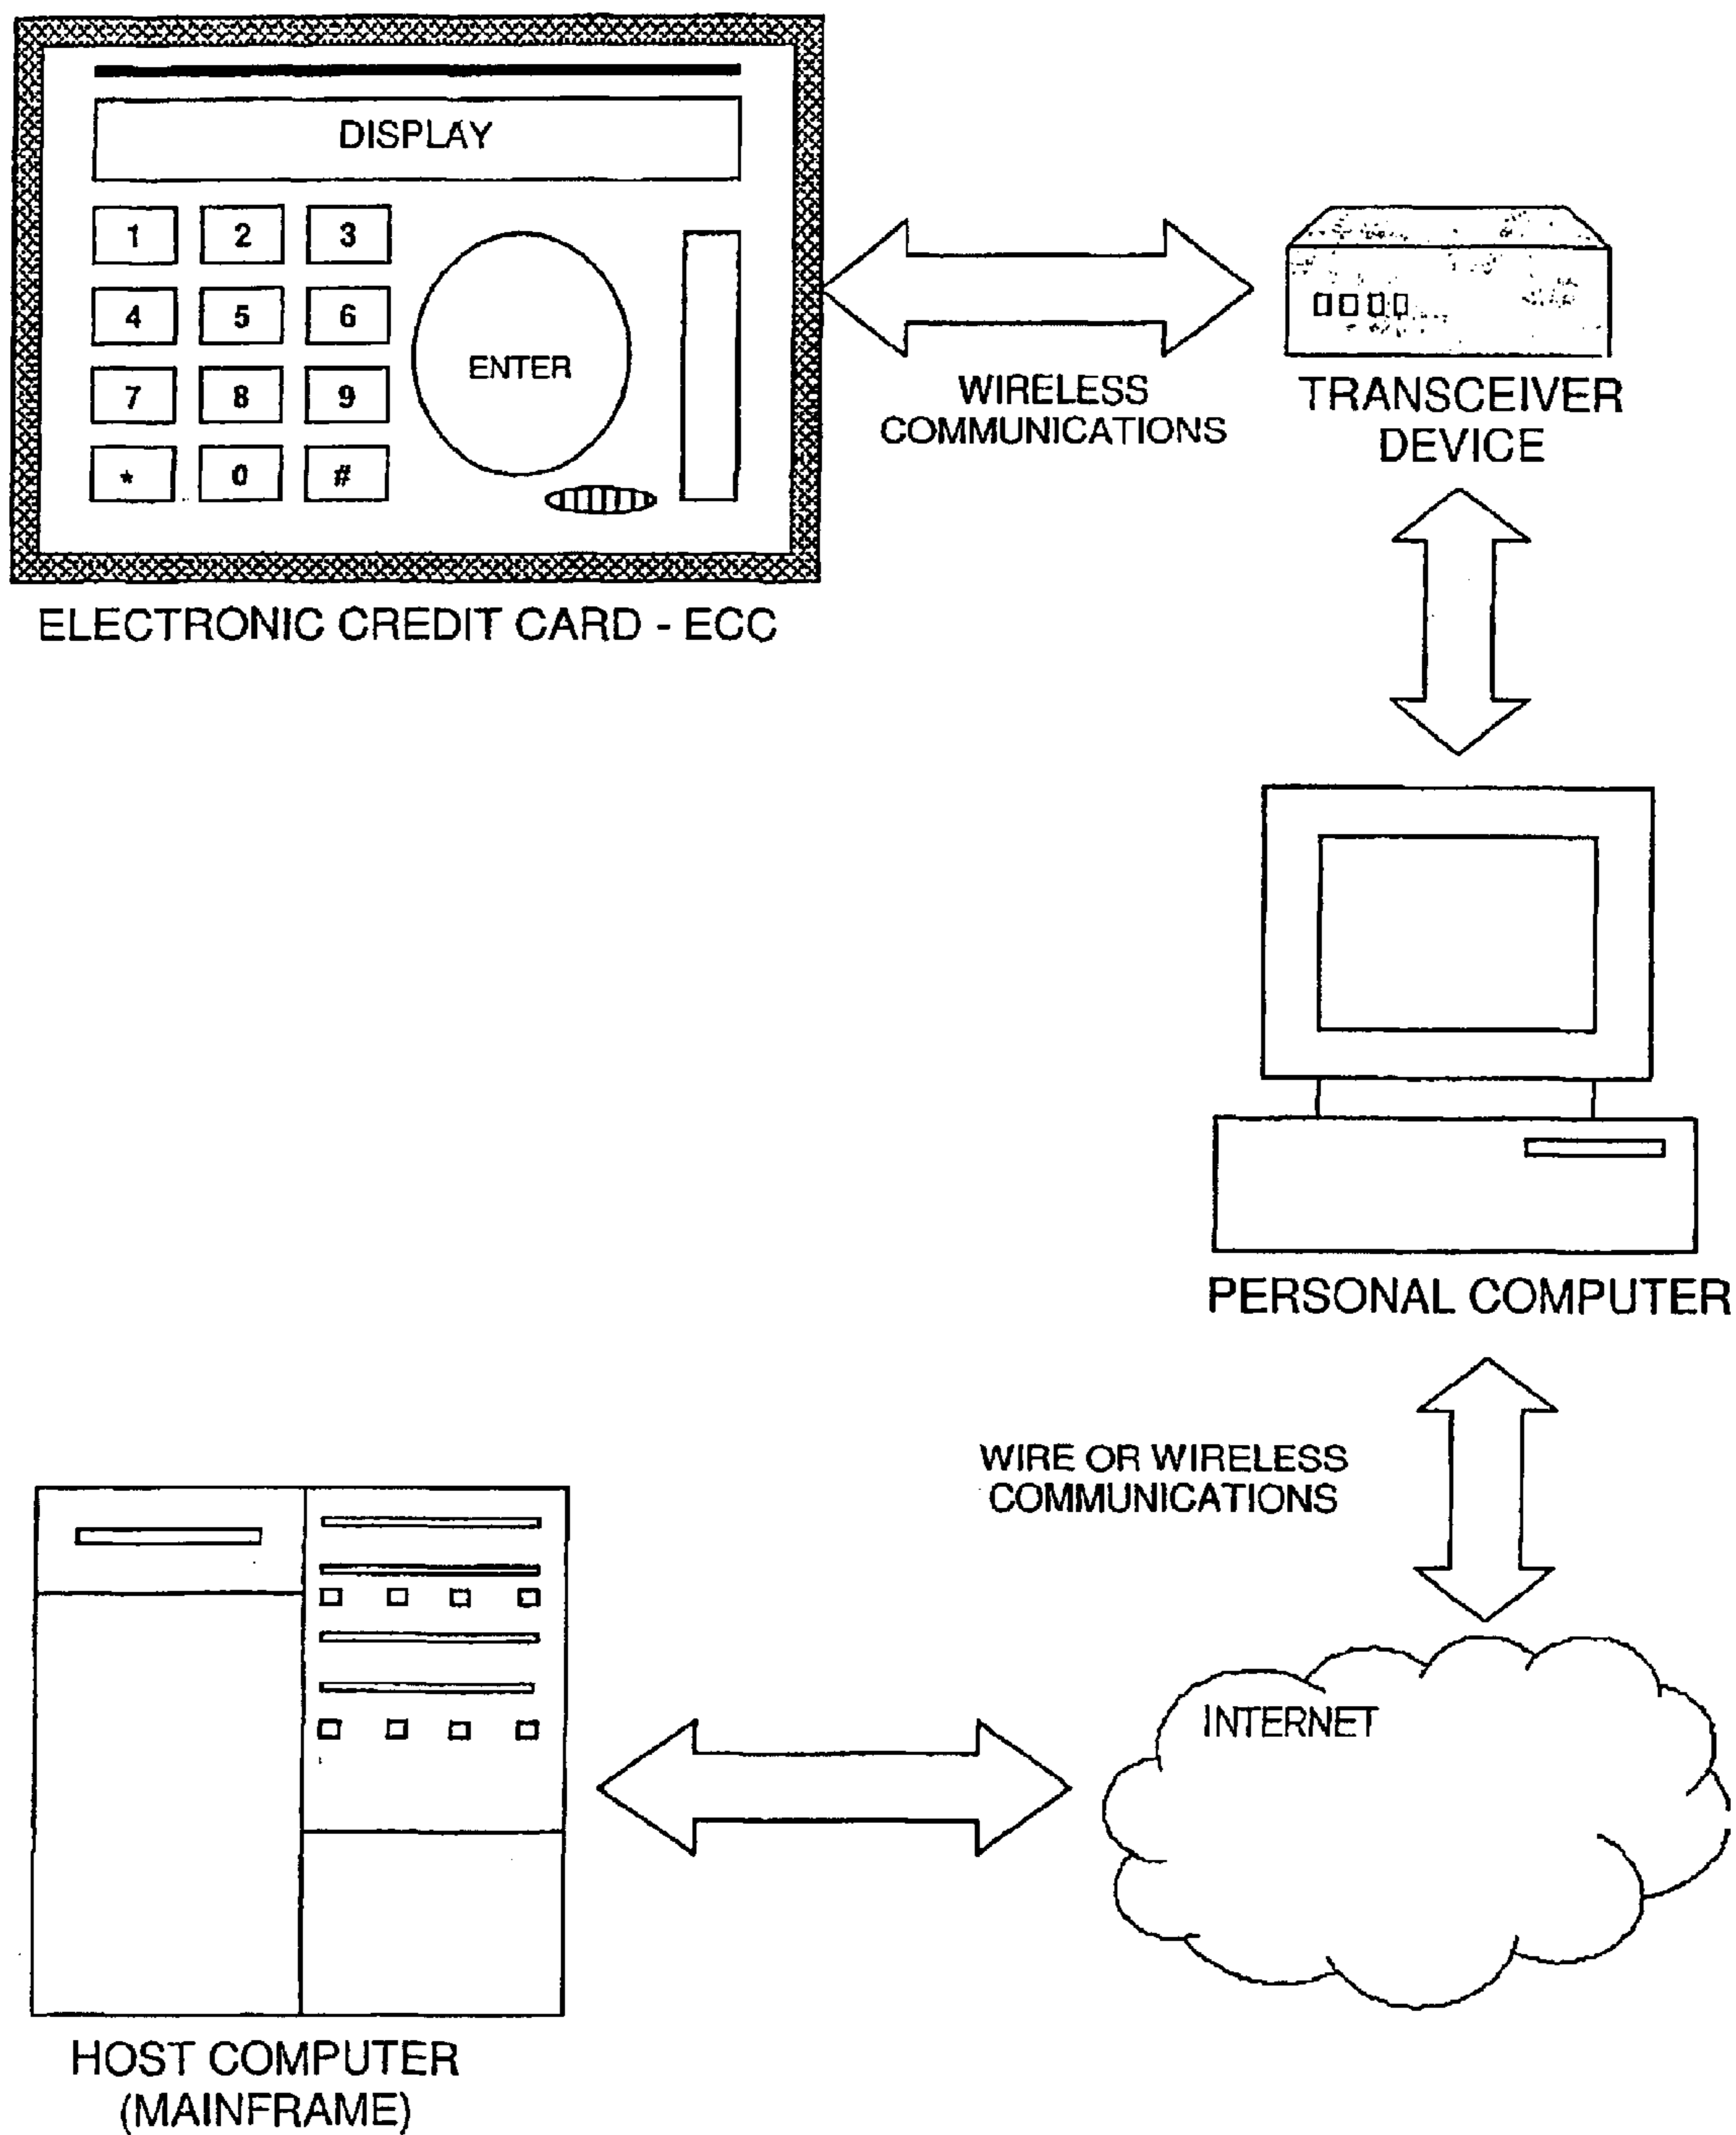 DISPLAY
1 2 3
4 5 6
7 8 9
* 0 #
ENTER
ELECTRONIC CREDIT CARD - ECC
WIRELESS
COMMUNICATIONS
TRANSCEIVER
DEVICE
PERSONAL COMPUTER
WIRE OR WIRELESS
COMMUNICATIONS
INTERNET
HOST COMPUTER
(MAINFRAME)